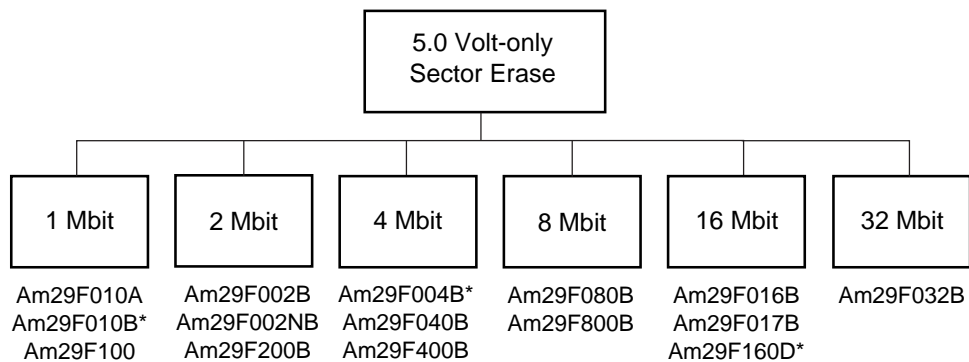 5.0 Volt-only
Sector Erase
1 Mbit
Am29F010A
Am29F010B*
Am29F100
2 Mbit
Am29F002B
Am29F002NB
Am29F200B
4 Mbit
Am29F004B*
Am29F040B
Am29F400B
8 Mbit
Am29F080B
Am29F800B
16 Mbit
Am29F016B
Am29F017B
Am29F160D*
32 Mbit
Am29F032B